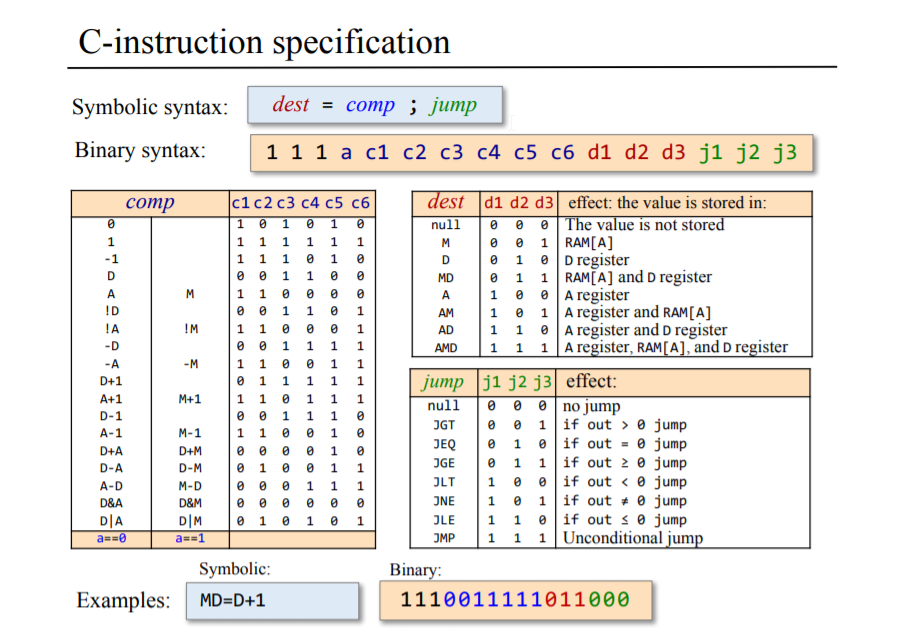 C-instruction specification
Symbolic syntax: dest = comp ; jump
Binary syntax: 1 1 1 a c1 c2 c3 c4 c5 c6 d1 d2 d3 j1 j2 j3
comp c1 c2 c3 c4 c5 c6
0 1 0 1 0 1 0
1 1 1 1 1 1 1
-1 1 1 1 0 1 0
D 0 0 1 1 0 0
A M 1 1 0 0 0 0
!D 0 0 1 1 0 1
!A !M 1 1 0 0 0 1
-D 0 0 1 1 1 1
-A -M 1 1 0 0 1 1
D+1 0 1 1 1 1 1
A+1 M+1 1 1 0 1 1 1
D-1 0 0 1 1 1 0
A-1 M-1 1 1 0 0 1 0
D+A D+M 0 0 0 0 1 0
D-A D-M 0 1 0 0 1 1
A-D M-D 0 0 0 1 1 1
D&A D&M 0 0 0 0 0 0
D|A D|M 0 1 0 1 0 1
a==0 a==1
dest d1 d2 d3 effect: the value is stored in:
null 0 0 0 The value is not stored
M 0 0 1 RAM[A]
D 0 1 0 D register
MD 0 1 1 RAM[A] and D register
A 1 0 0 A register
AM 1 0 1 A register and RAM[A]
AD 1 1 0 A register and D register
AMD 1 1 1 A register, RAM[A], and D register
jump j1 j2 j3 effect:
null 0 0 0 no jump
JGT 0 0 1 if out > 0 jump
JEQ 0 1 0 if out = 0 jump
JGE 0 1 1 if out ≥ 0 jump
JLT 1 0 0 if out < 0 jump
JNE 1 0 1 if out ≠ 0 jump
JLE 1 1 0 if out ≤ 0 jump
JMP 1 1 1 Unconditional jump
Symbolic: Binary:
Examples: MD=D+1 1110011111011000